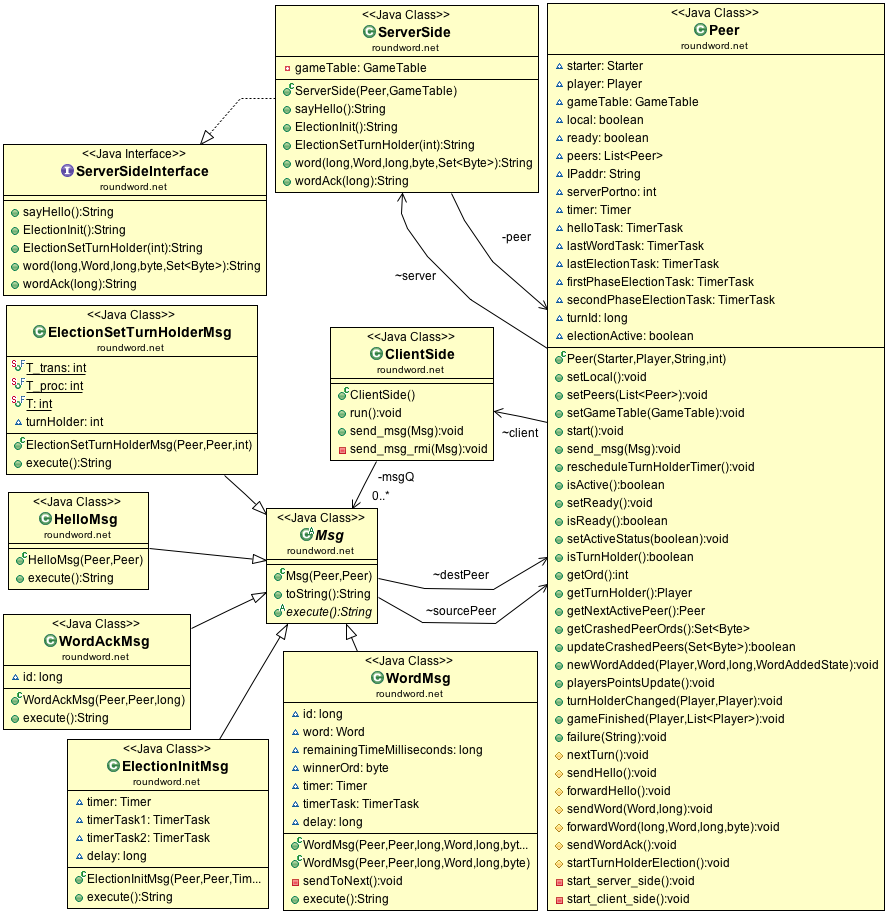 <<Java Class>>
ServerSide
roundword.net
gameTable: GameTable
ServerSide(Peer,GameTable)
sayHello():String
ElectionInit():String
ElectionSetTurnHolder(int):String
word(long,Word,long,byte,Set<Byte>):String
wordAck(long):String
<<Java Class>>
Peer
roundword.net
starter: Starter
player: Player
gameTable: GameTable
local: boolean
ready: boolean
peers: List<Peer>
IPaddr: String
serverPortno: int
timer: Timer
helloTask: TimerTask
lastWordTask: TimerTask
lastElectionTask: TimerTask
firstPhaseElectionTask: TimerTask
secondPhaseElectionTask: TimerTask
turnId: long
electionActive: boolean
Peer(Starter,Player,String,int)
setLocal():void
setPeers(List<Peer>):void
setGameTable(GameTable):void
start():void
send_msg(Msg):void
rescheduleTurnHolderTimer():void
isActive():boolean
setReady():void
isReady():boolean
setActiveStatus(boolean):void
isTurnHolder():boolean
getOrd():int
getTurnHolder():Player
getNextActivePeer():Peer
getCrashedPeerOrds():Set<Byte>
updateCrashedPeers(Set<Byte>):boolean
newWordAdded(Player,Word,long,WordAddedState):void
playersPointsUpdate():void
turnHolderChanged(Player,Player):void
gameFinished(Player,List<Player>):void
failure(String):void
nextTurn():void
sendHello():void
forwardHello():void
sendWord(Word,long):void
forwardWord(long,Word,long,byte):void
sendWordAck():void
startTurnHolderElection():void
start_server_side():void
start_client_side():void
<<Java Interface>>
ServerSideInterface
roundword.net
sayHello():String
ElectionInit():String
ElectionSetTurnHolder(int):String
word(long,Word,long,byte,Set<Byte>):String
wordAck(long):String
-peer
~server
<<Java Class>>
ElectionSetTurnHolderMsg
roundword.net
T_trans: int
T_proc: int
T: int
turnHolder: int
ElectionSetTurnHolderMsg(Peer,Peer,int)
execute():String
<<Java Class>>
ClientSide
roundword.net
ClientSide()
run():void
send_msg(Msg):void
send_msg_rmi(Msg):void
~client
-msgQ
0..*
<<Java Class>>
HelloMsg
roundword.net
HelloMsg(Peer,Peer)
execute():String
<<Java Class>>
Msg
roundword.net
Msg(Peer,Peer)
toString():String
execute():String
~destPeer
~sourcePeer
<<Java Class>>
WordAckMsg
roundword.net
id: long
WordAckMsg(Peer,Peer,long)
execute():String
<<Java Class>>
WordMsg
roundword.net
id: long
word: Word
remainingTimeMilliseconds: long
winnerOrd: byte
timer: Timer
timerTask: TimerTask
delay: long
WordMsg(Peer,Peer,long,Word,long,byt...
WordMsg(Peer,Peer,long,Word,long,byte)
sendToNext():void
execute():String
<<Java Class>>
ElectionInitMsg
roundword.net
timer: Timer
timerTask1: TimerTask
timerTask2: TimerTask
delay: long
ElectionInitMsg(Peer,Peer,Tim...
execute():String